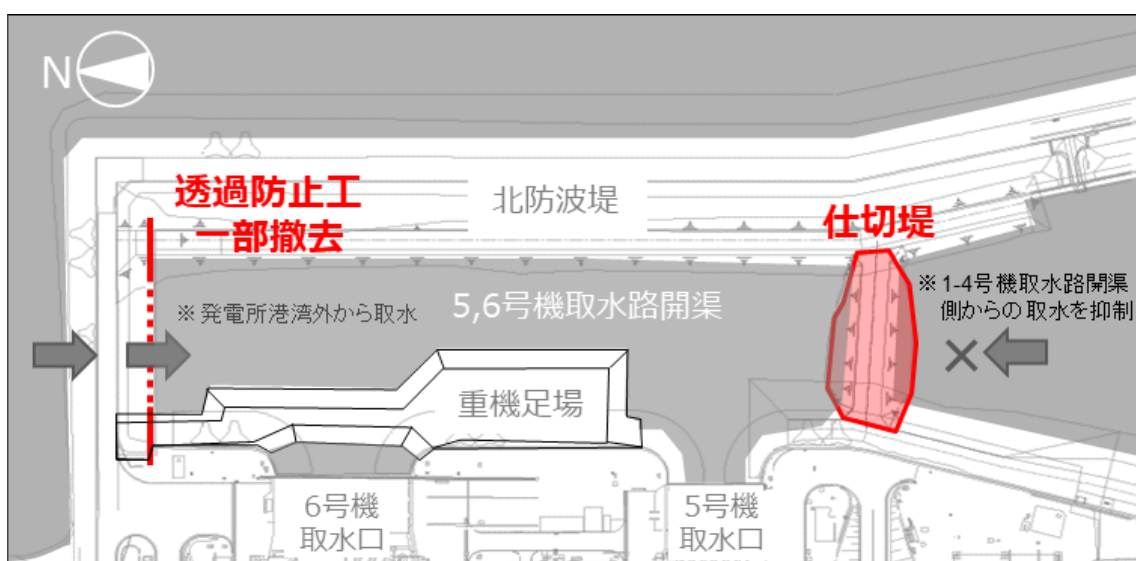 N
透過防止工
一部撤去
北防波堤
仕切堤
※発電所港湾外から取水
5,6号機取水路開渠
※1-4号機取水路開渠
側からの取水を抑制
重機足場
6号機
取水口
5号機
取水口